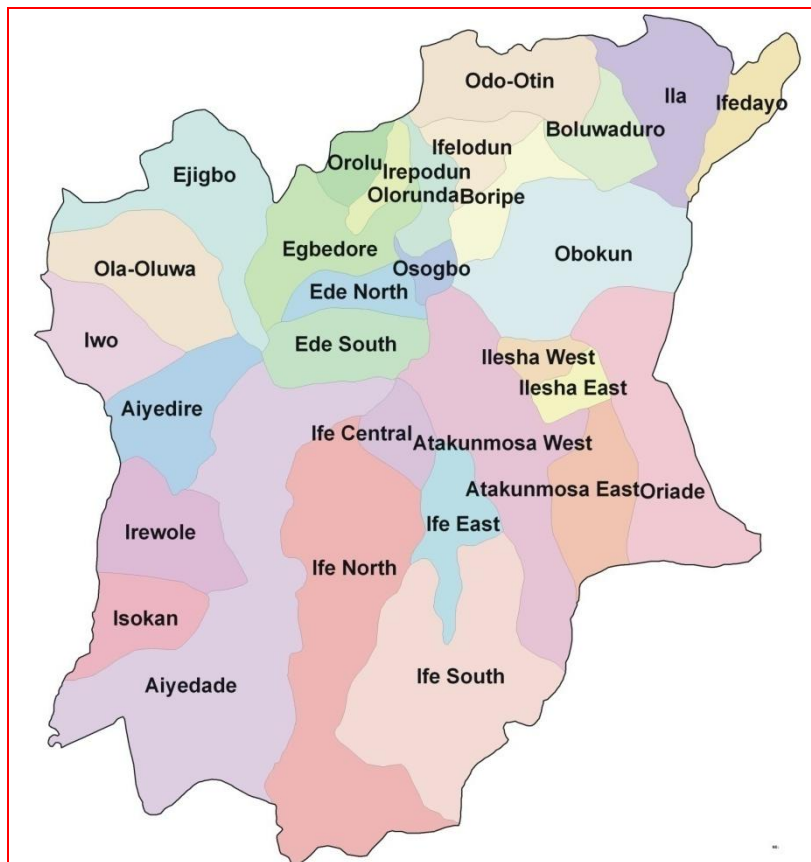 Odo-Otin
Ila
Ifedayo
Boluwaduro
Ifelodun
Orolu
Irepodun
Ejigbo
Olorunda
Boripe
Egbedore
Obokun
Ola-Oluwa
Osogbo
Ede North
Iwo
Ede South
Ilesha West
Ilesha East
Aiyedire
Ife Central
Atakunmosa West
Atakunmosa East
Oriade
Ife East
Irewole
Ife North
Isokan
Ife South
Aiyedade